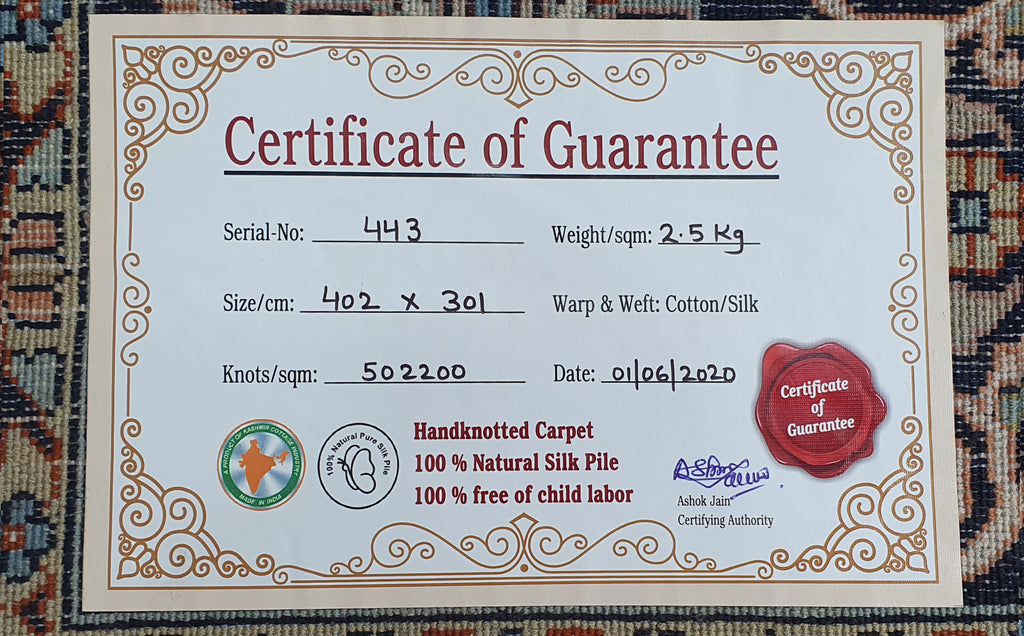 Certificate of Guarantee
Serial-No: 443
Weight/sqm: 2.5 Kg
Size/cm: 402 x 301
Warp & Weft: Cotton/Silk
Knots/sqm: 502200
Date: 01/06/2020
Certificate
of
Guarantee
A PRODUCT OF KASHMIR COTTAGE INDUSTRY
MADE IN INDIA
100% Natural Pure Silk Pile
Handknotted Carpet
100 % Natural Silk Pile
100 % free of child labor
Ashok Jain
Certifying Authority